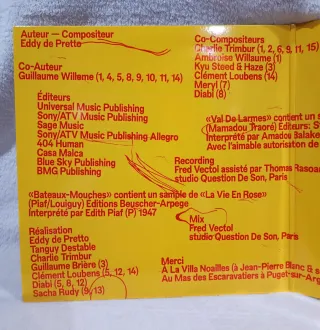 Auteur – Compositeur
Eddy de Pretto
Co-Auteur
Guillaume Willame (1, 4, 5, 8, 9, 10, 11, 14)
Éditeurs
Universal Music Publishing
Sony/ATV Music Publishing
Sage Music
Sony/ATV Music Publishing Allegro
404 Human
Casa Maica
Blue Sky Publishing
BMG Publishing
«Bateaux-Mouches» contient un sample de «La Vie En Rose»
(Piaf/Louiguy) Editions Beuscher-Arpege
Interprété par Edith Piaf (P) 1947
Réalisation
Eddy de Pretto
Tanguy Destable
Charlie Trimbur
Guillaume Brière (3)
Clément Loubens (5, 12, 14)
Diabi (5, 8, 12)
Sacha Rudy (9, 13)
Co-Compositeurs
Charlie Trimbur (1, 2, 6, 9, 11, 15)
Ambroise Willaume (1)
Kyu Steed & Haze (3)
Clément Loubens (14)
Meryl (7)
Diabi (8)
«Val De Larmes» contient un s
(Mamadou Traoré) Editeurs: S
Interprété par Amadou Balake
Avec l'aimable autorisation de
Recording
Fred Vectol assisté par Thomas Rasoa
studio Question De Son, Paris
Mix
Fred Vectol
studio Question De Son, Paris
Merci
A La Villa Noailles (à Jean-Pierre Blanc & s
Au Mas des Escaravatiers à Puget-sur-Arg